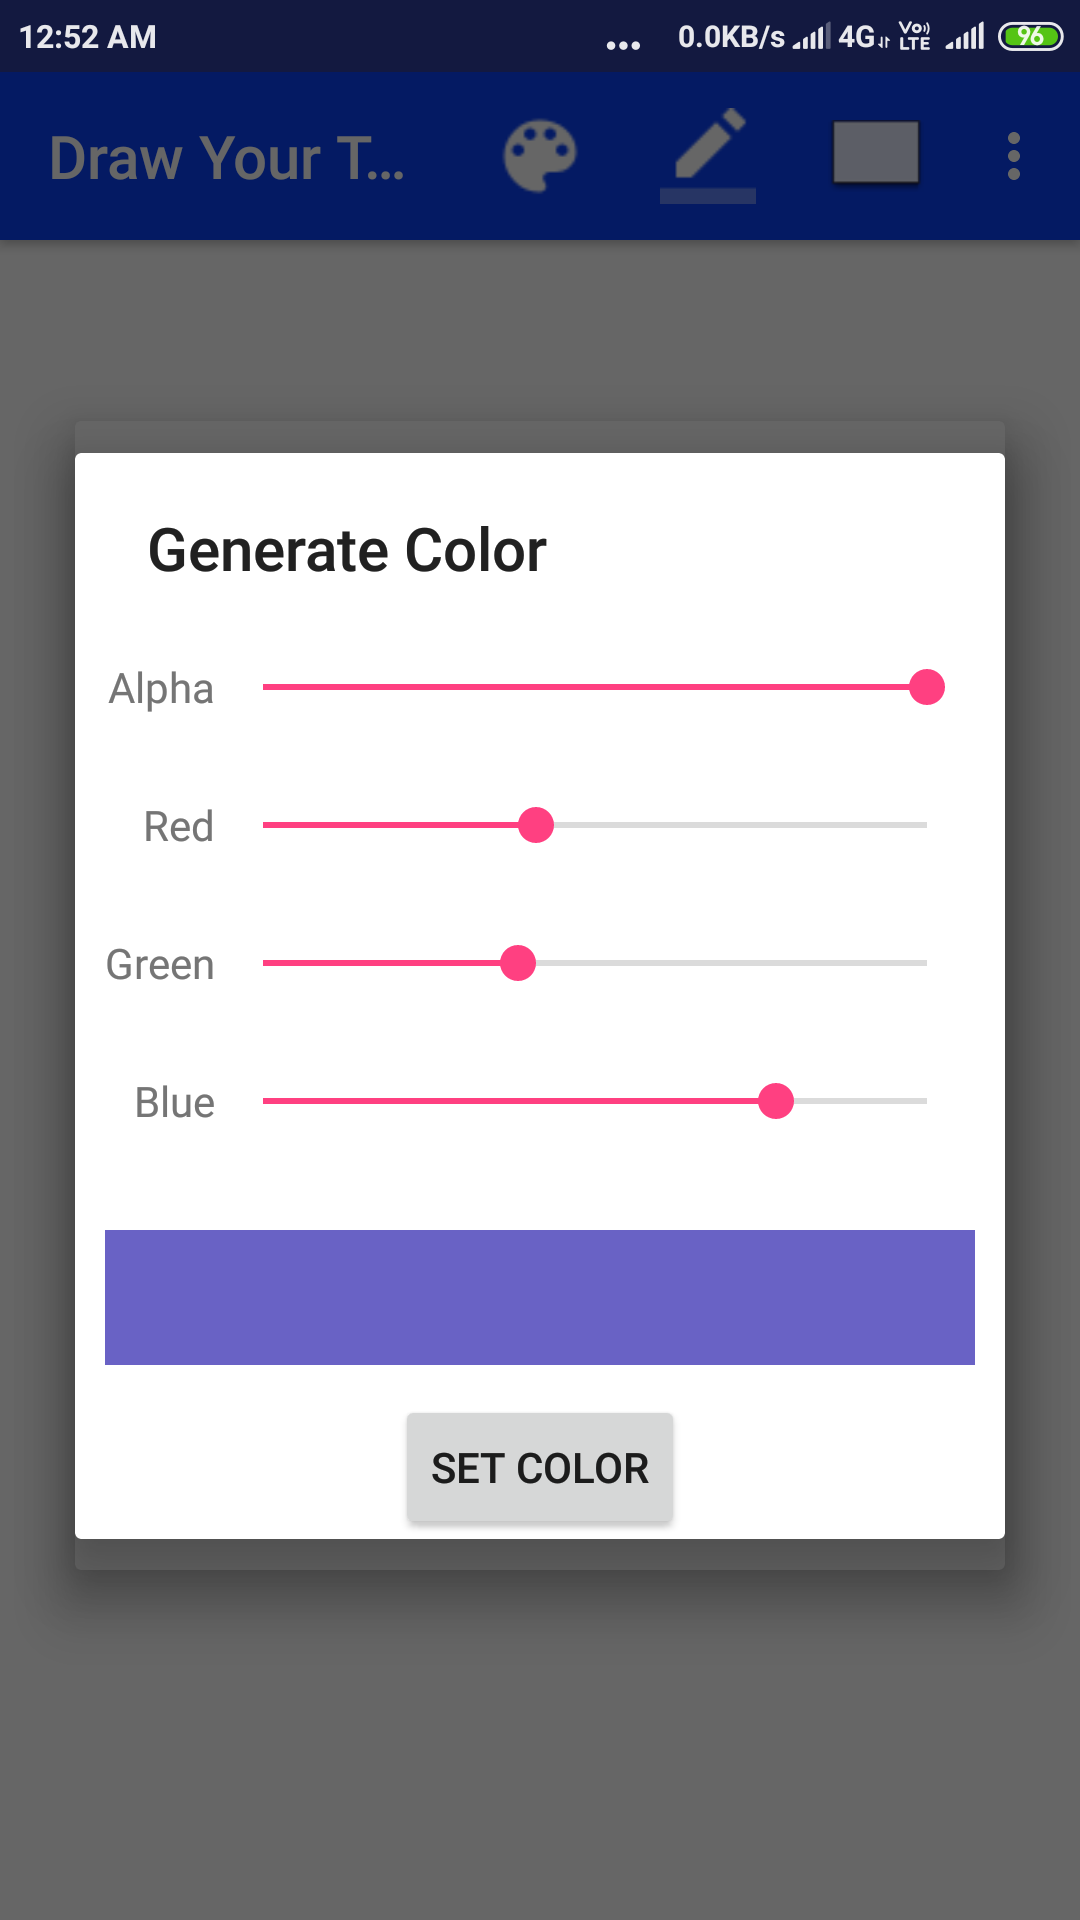 12:52 AM ... 0.0KB/s 4G Vo LTE 96
Draw Your T...
Generate Color
Alpha
Red
Green
Blue
SET COLOR